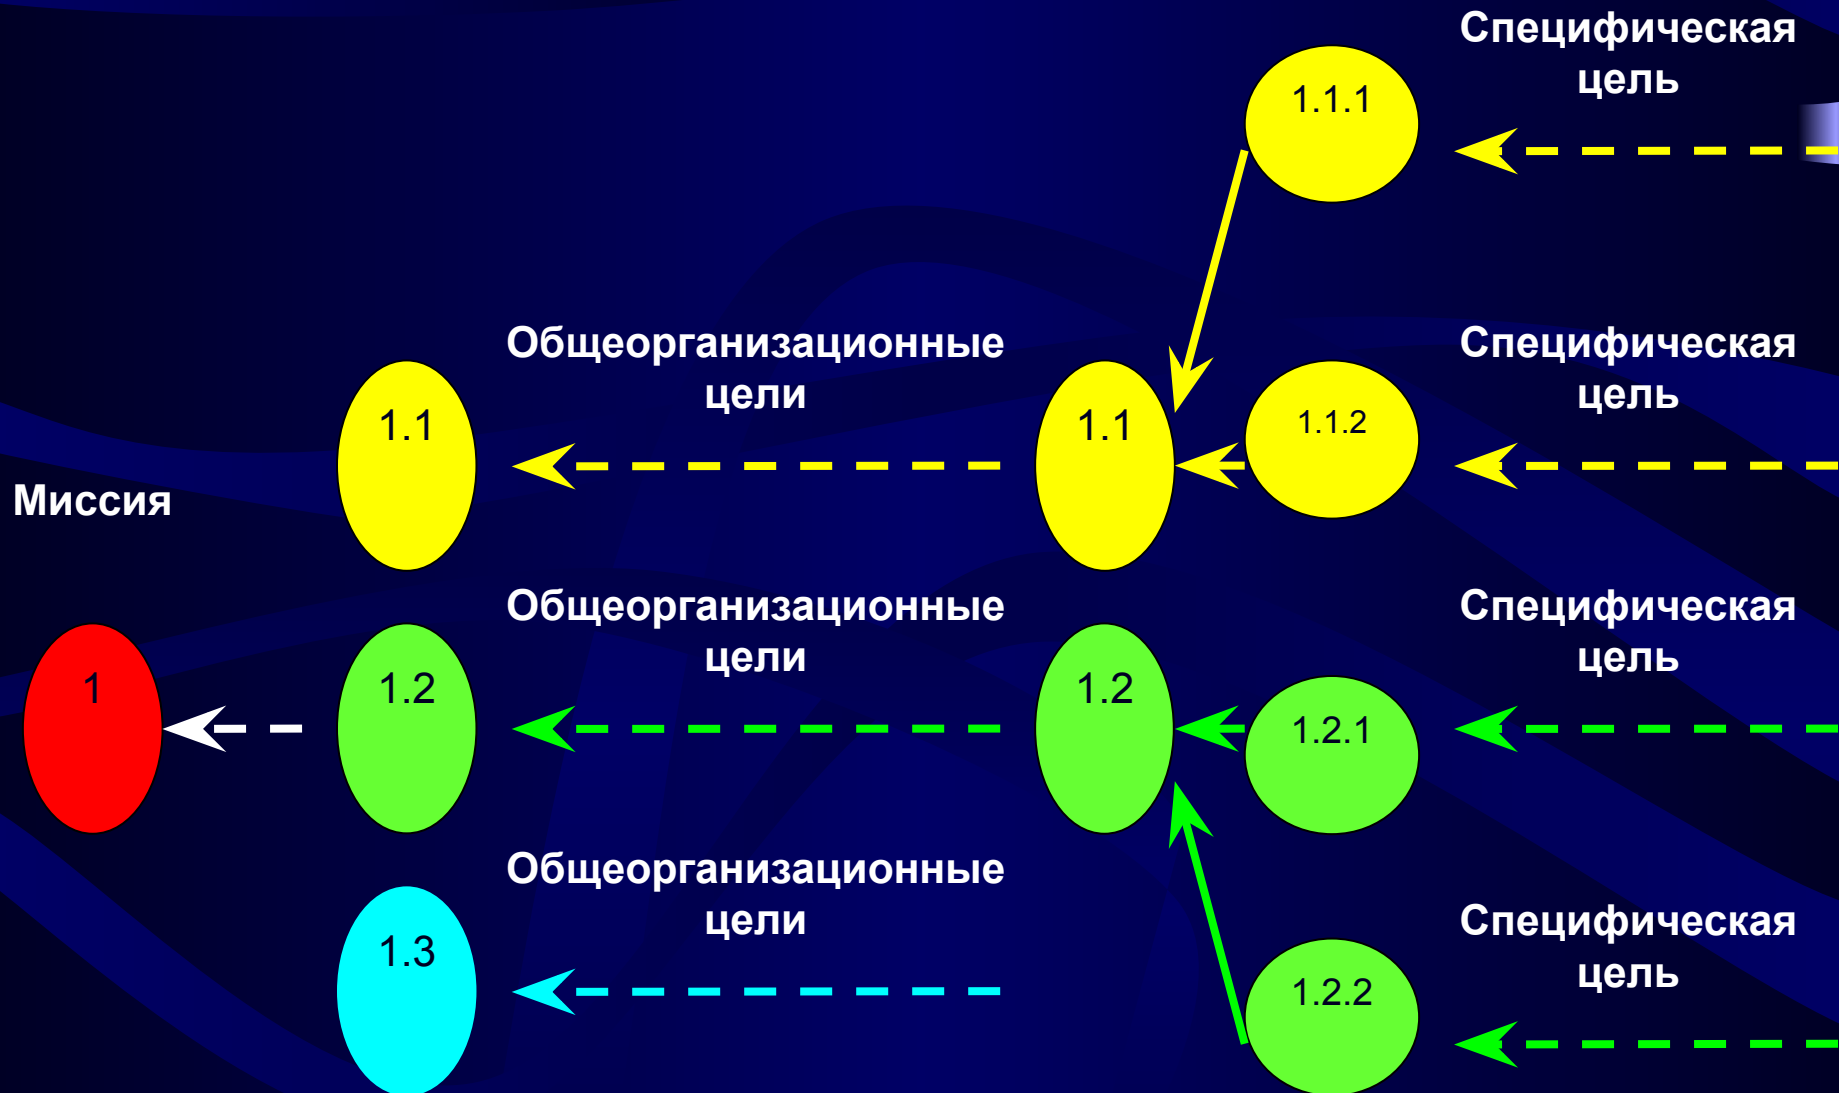 Специфическая
цель
1.1.1
Общеорганизационные
цели
Специфическая
цель
1.1
1.1
1.1.2
Миссия
Общеорганизационные
цели
Специфическая
цель
1
1.2
1.2
1.2.1
Общеорганизационные
цели
Специфическая
цель
1.3
1.2.2